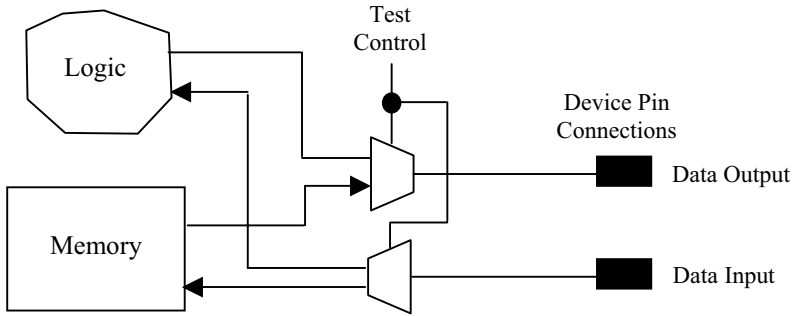 Test
Control
Logic
Device Pin
Connections
Data Output
Memory
Data Input